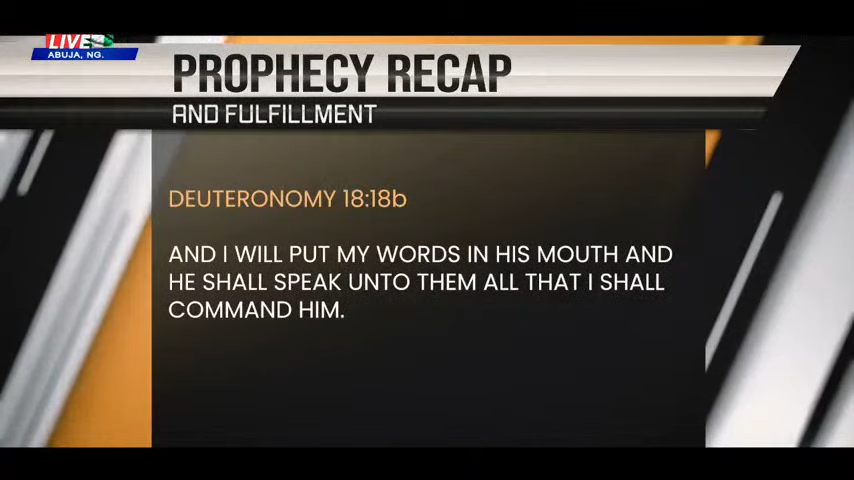 LIVE
ABUJA, NG.
PROPHECY RECAP
AND FULFILLMENT
DEUTERONOMY 18:18b
AND I WILL PUT MY WORDS IN HIS MOUTH AND
HE SHALL SPEAK UNTO THEM ALL THAT I SHALL
COMMAND HIM.